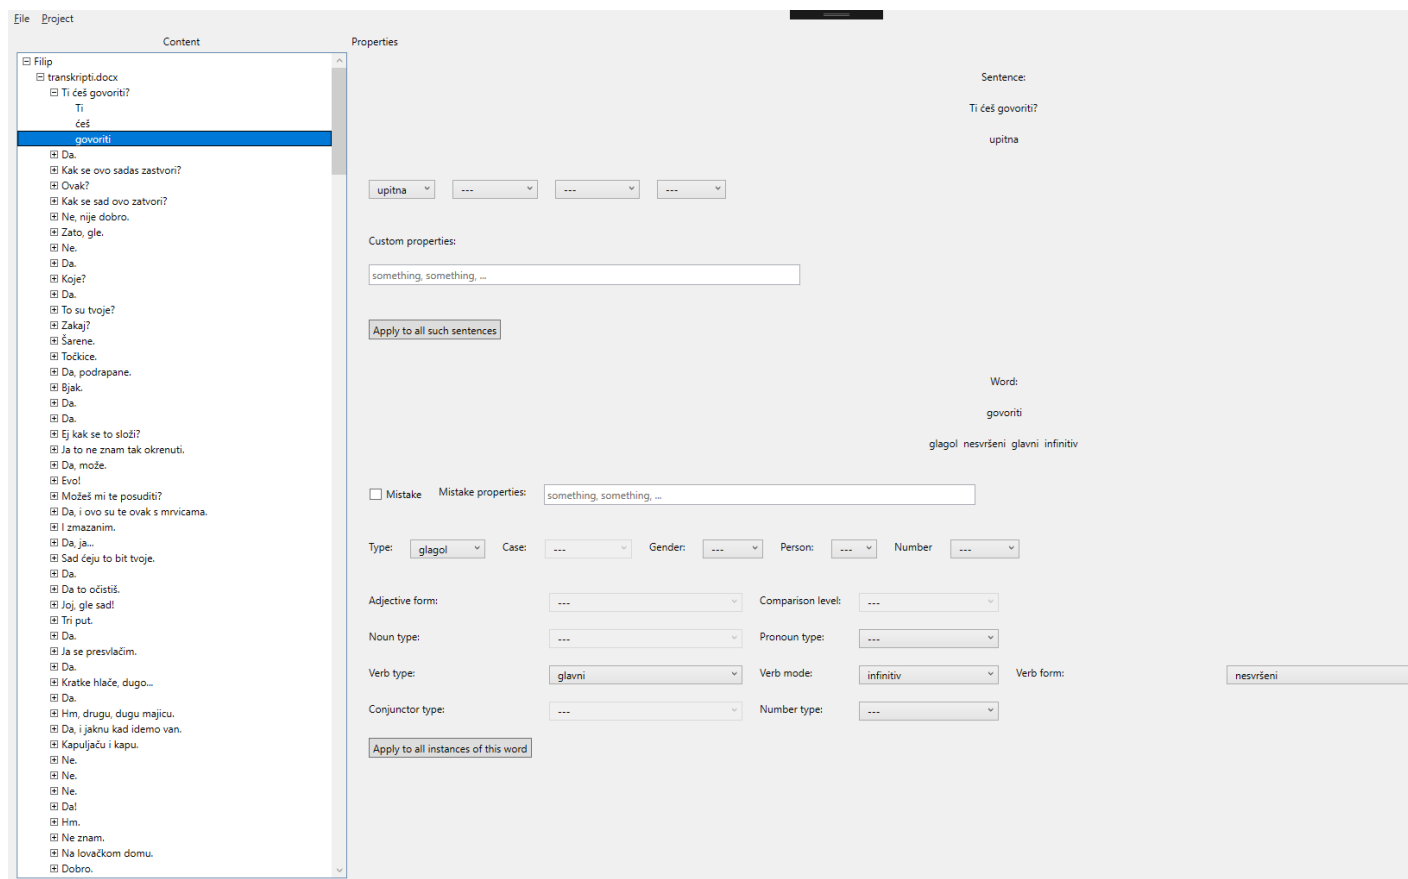 File Project
Content
Properties
Filip
transkripti.docx
Ti ćeš govoriti?
Ti
ćeš
govoriti
Da.
Kak se ovo sadas zastvori?
Ovak?
Kak se sad ovo zatvori?
Ne, nije dobro.
Zato, gle.
Ne.
Da.
Koje?
Da.
To su tvoje?
Zakaj?
Šarene.
Točkice.
Da, podrapane.
Bjak.
Da.
Da.
Ej kak se to složi?
Ja to ne znam tak okrenuti.
Da, može.
Evo!
Možeš mi te posuditi?
Da, i ovo su te ovak s mrvicama.
I zmazanim.
Da, ja...
Sad ćeju to bit tvoje.
Da.
Da to očistiš.
Joj, gle sad!
Tri put.
Da.
Ja se presvlačim.
Da.
Kratke hlače, dugo...
Da.
Hm, drugu, dugu majicu.
Da, i jaknu kad idemo van.
Kapuljaču i kapu.
Ne.
Ne.
Ne.
Da!
Hm.
Ne znam.
Na lovačkom domu.
Dobro.
Sentence:
Ti ćeš govoriti?
upitna
upitna --- --- ---
Custom properties:
something, something, ...
Apply to all such sentences
Word:
govoriti
glagol nesvršeni glavni infinitiv
Mistake Mistake properties: something, something, ...
Type: glagol Case: --- Gender: --- Person: --- Number ---
Adjective form: --- Comparison level: ---
Noun type: --- Pronoun type: ---
Verb type: glavni Verb mode: infinitiv Verb form: nesvršeni
Conjunctor type: --- Number type: ---
Apply to all instances of this word